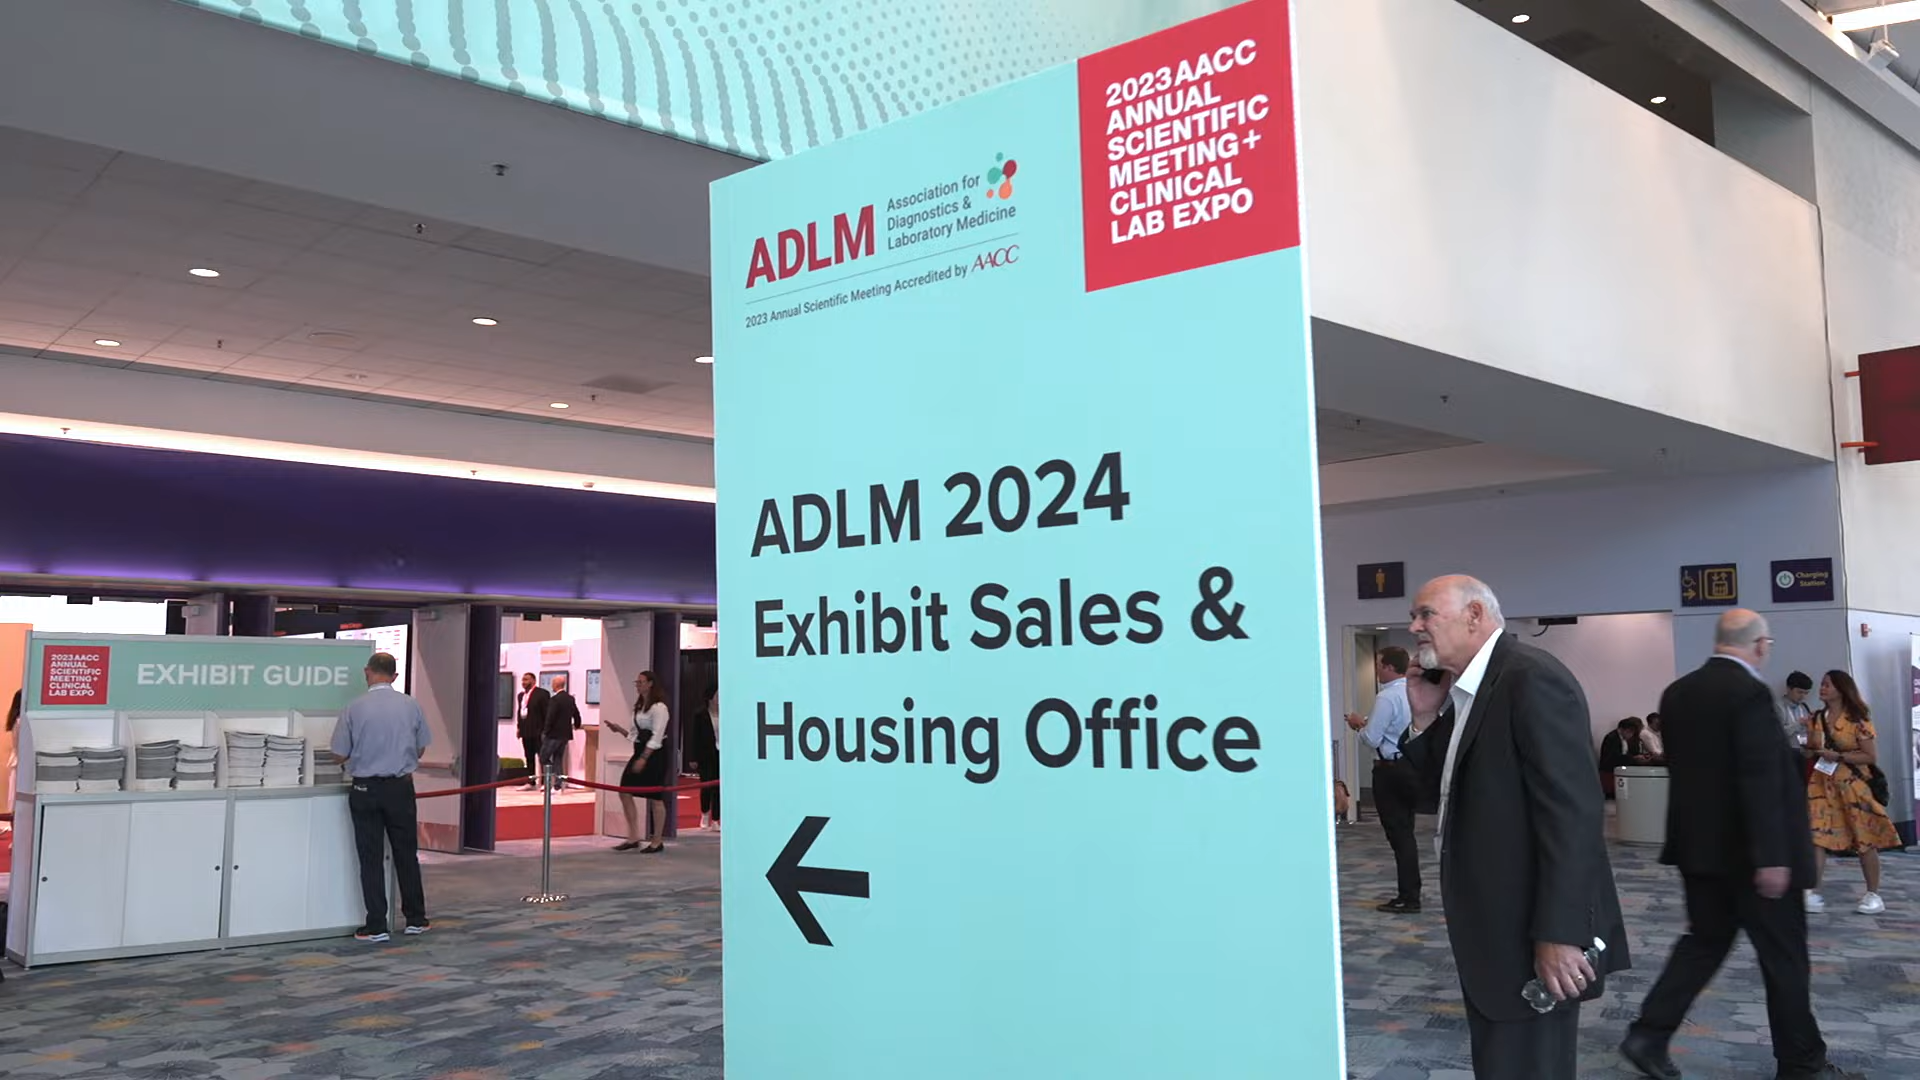 2023 AACC
ANNUAL
SCIENTIFIC
MEETING+
CLINICAL
LAB EXPO
ADLM
Association for
Diagnostics &
Laboratory Medicine
2023 Annual Scientific Meeting Accredited by AACC
ADLM 2024
Exhibit Sales &
Housing Office
2023 AACC
ANNUAL
SCIENTIFIC
MEETING+
CLINICAL
LAB EXPO
EXHIBIT GUIDE
Charging
Station